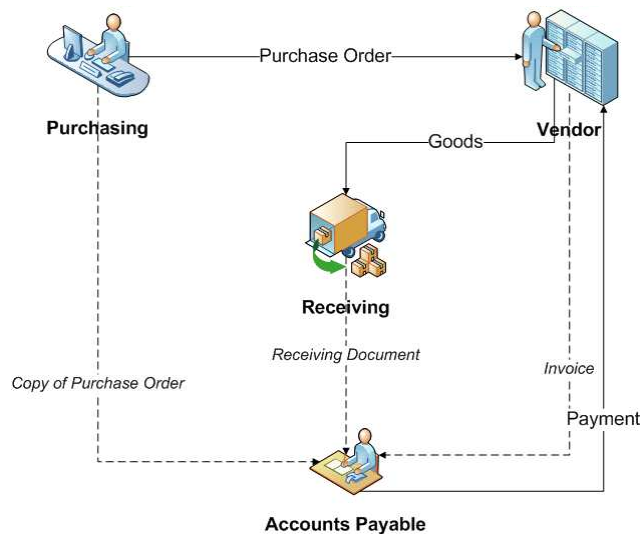 Purchase Order
Purchasing
Vendor
Goods
Receiving
Receiving Document
Invoice
Copy of Purchase Order
Payment
Accounts Payable